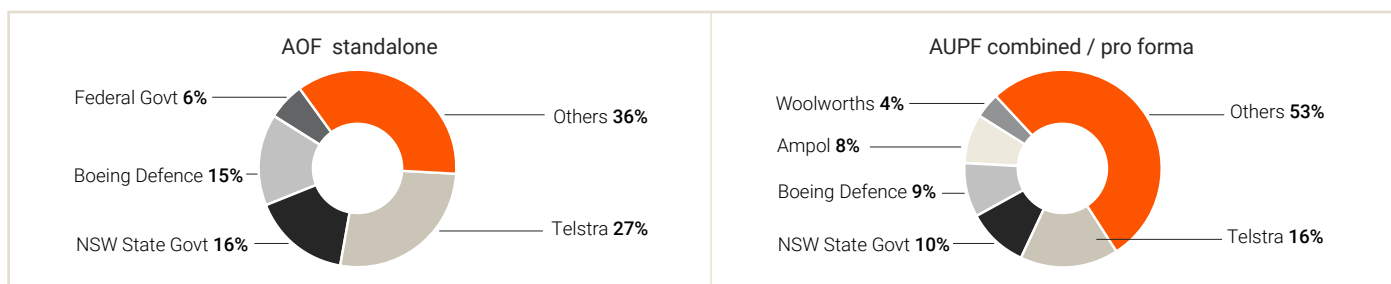 AOF standalone
Federal Govt 6%
Others 36%
Boeing Defence 15%
NSW State Govt 16%
Telstra 27%
AUPF combined / pro forma
Woolworths 4%
Others 53%
Ampol 8%
Boeing Defence 9%
NSW State Govt 10%
Telstra 16%